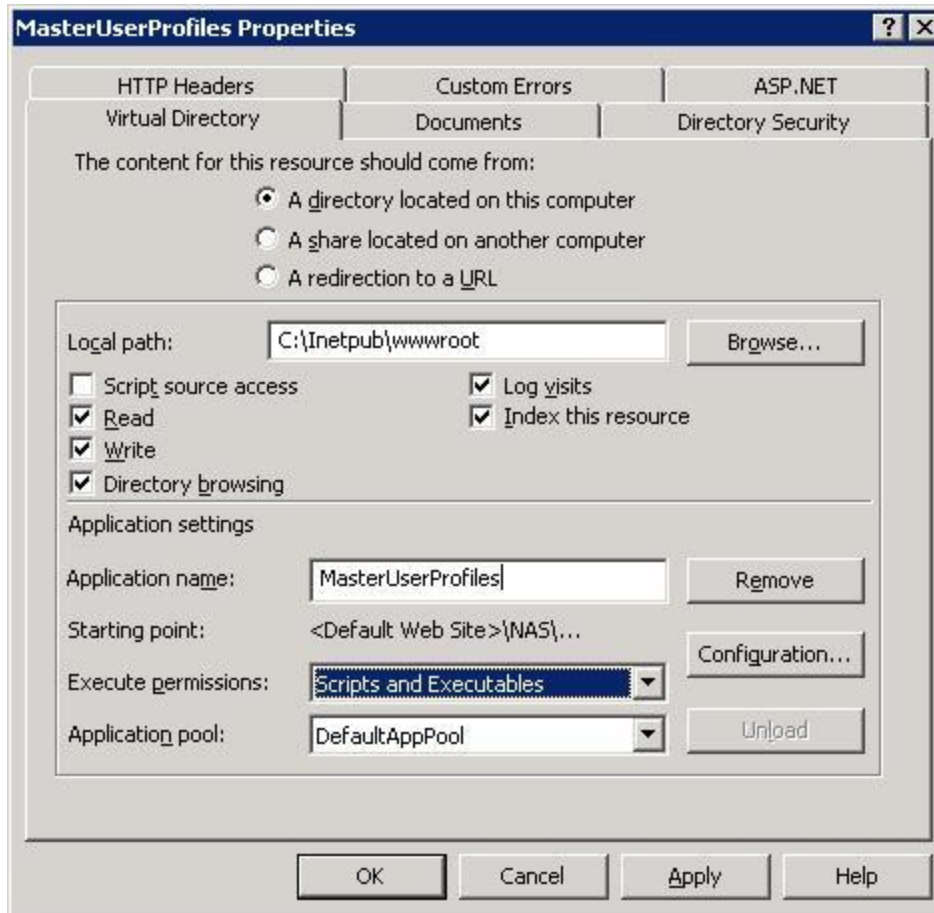 MasterUserProfiles Properties
HTTP Headers Custom Errors ASP.NET
Virtual Directory Documents Directory Security
The content for this resource should come from:
A directory located on this computer
A share located on another computer
A redirection to a URL
Local path: C:\Inetpub\wwwroot Browse...
Script source access Log visits
Read Index this resource
Write
Directory browsing
Application settings
Application name: MasterUserProfiles Remove
Starting point: <Default Web Site>\NAS\...
Configuration...
Execute permissions: Scripts and Executables
Application pool: DefaultAppPool Unload
OK Cancel Apply Help